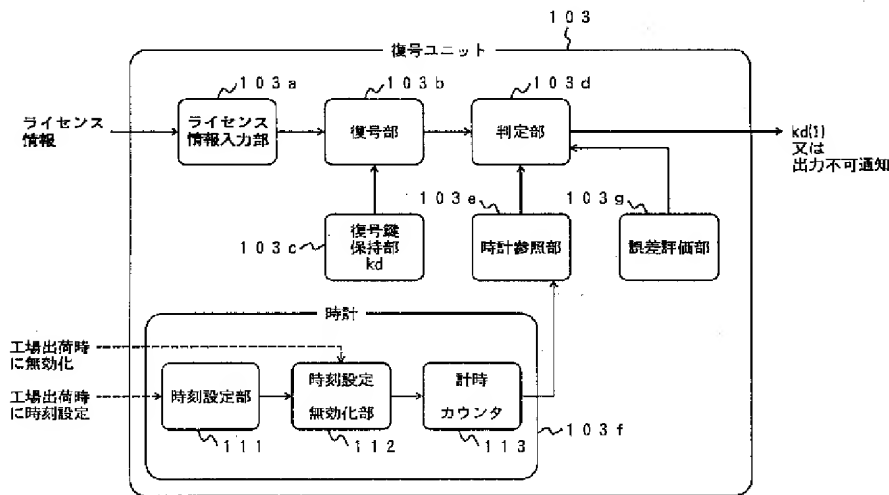 103
復号ユニット
103a
103b
103d
ライセンス
情報
ライセンス
情報入力部
復号部
判定部
kd(1)
又は
出力不可通知
103c
復号鍵
保持部
kd
103e
時計参照部
103g
誤差評価部
時計
工場出荷時
に無効化
工場出荷時
に時刻設定
時刻設定部
時刻設定
無効化部
計時
カウンタ
111
112
113
103f